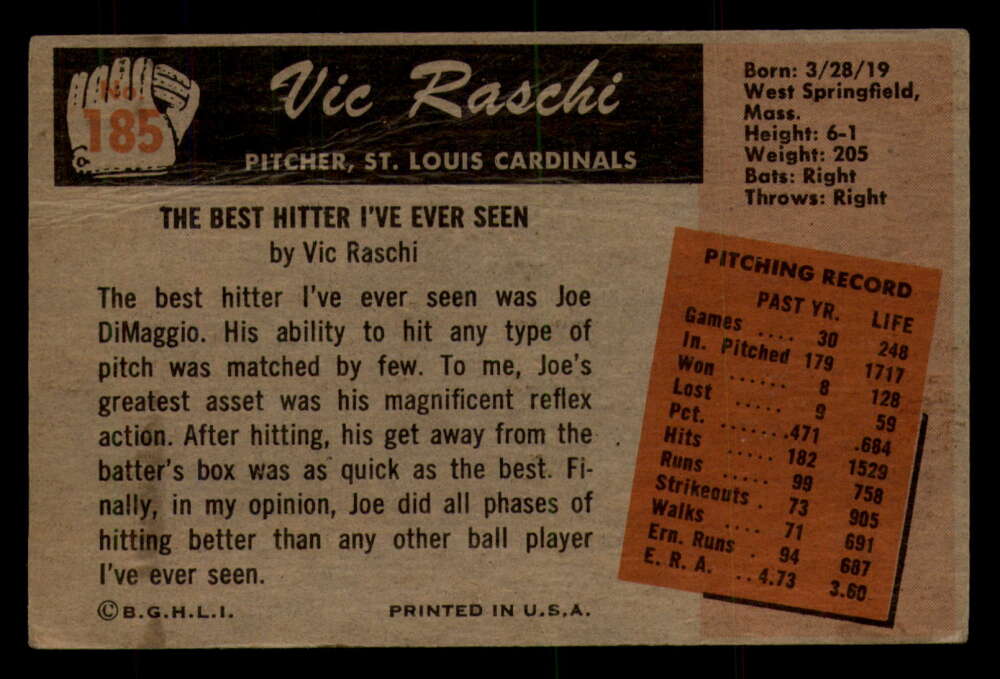 No.
185
Vic Raschi
PITCHER, ST. LOUIS CARDINALS
Born: 3/28/19
West Springfield,
Mass.
Height: 6-1
Weight: 205
Bats: Right
Throws: Right
THE BEST HITTER I'VE EVER SEEN
by Vic Raschi
The best hitter I've ever seen was Joe
DiMaggio. His ability to hit any type of
pitch was matched by few. To me, Joe's
greatest asset was his magnificent reflex
action. After hitting, his get away from the
batter's box was as quick as the best. Fi-
nally, in my opinion, Joe did all phases of
hitting better than any other ball player
I've ever seen.
©B.G.H.L.I. PRINTED IN U.S.A.
PITCHING RECORD
PAST YR. LIFE
Games .... 30 248
In. Pitched 179 1717
Won ...... 8 128
Lost ..... 9 59
Pct. .......471 .684
Hits ..... 182 1529
Runs ..... 99 758
Strikeouts . 73 905
Walks .... 71 691
Ern. Runs . 94 687
E. R. A. ..4.73 3.60